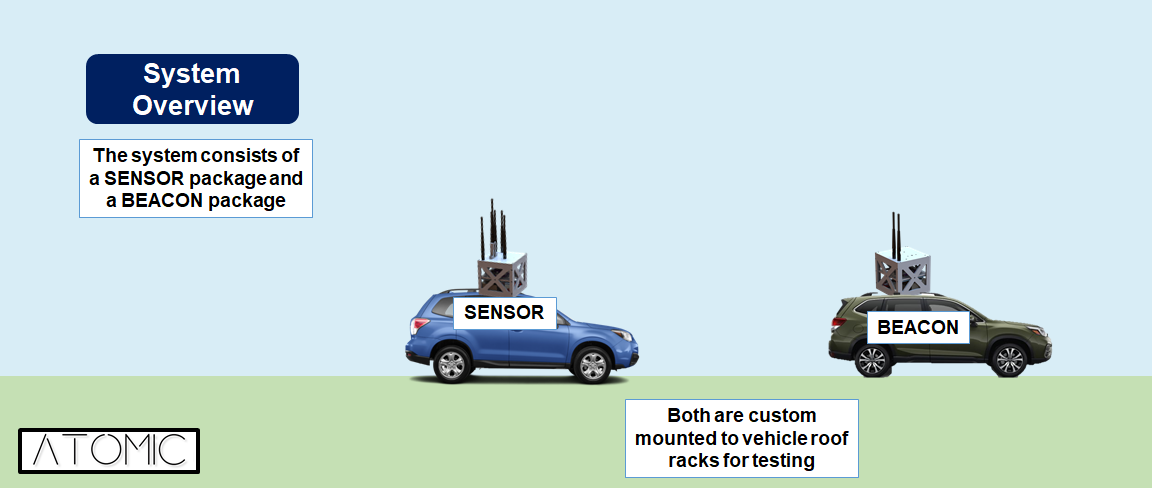 System
Overview
The system consists of
a SENSOR package and
a BEACON package
SENSOR
BEACON
Both are custom
mounted to vehicle roof
racks for testing
ATOMIC